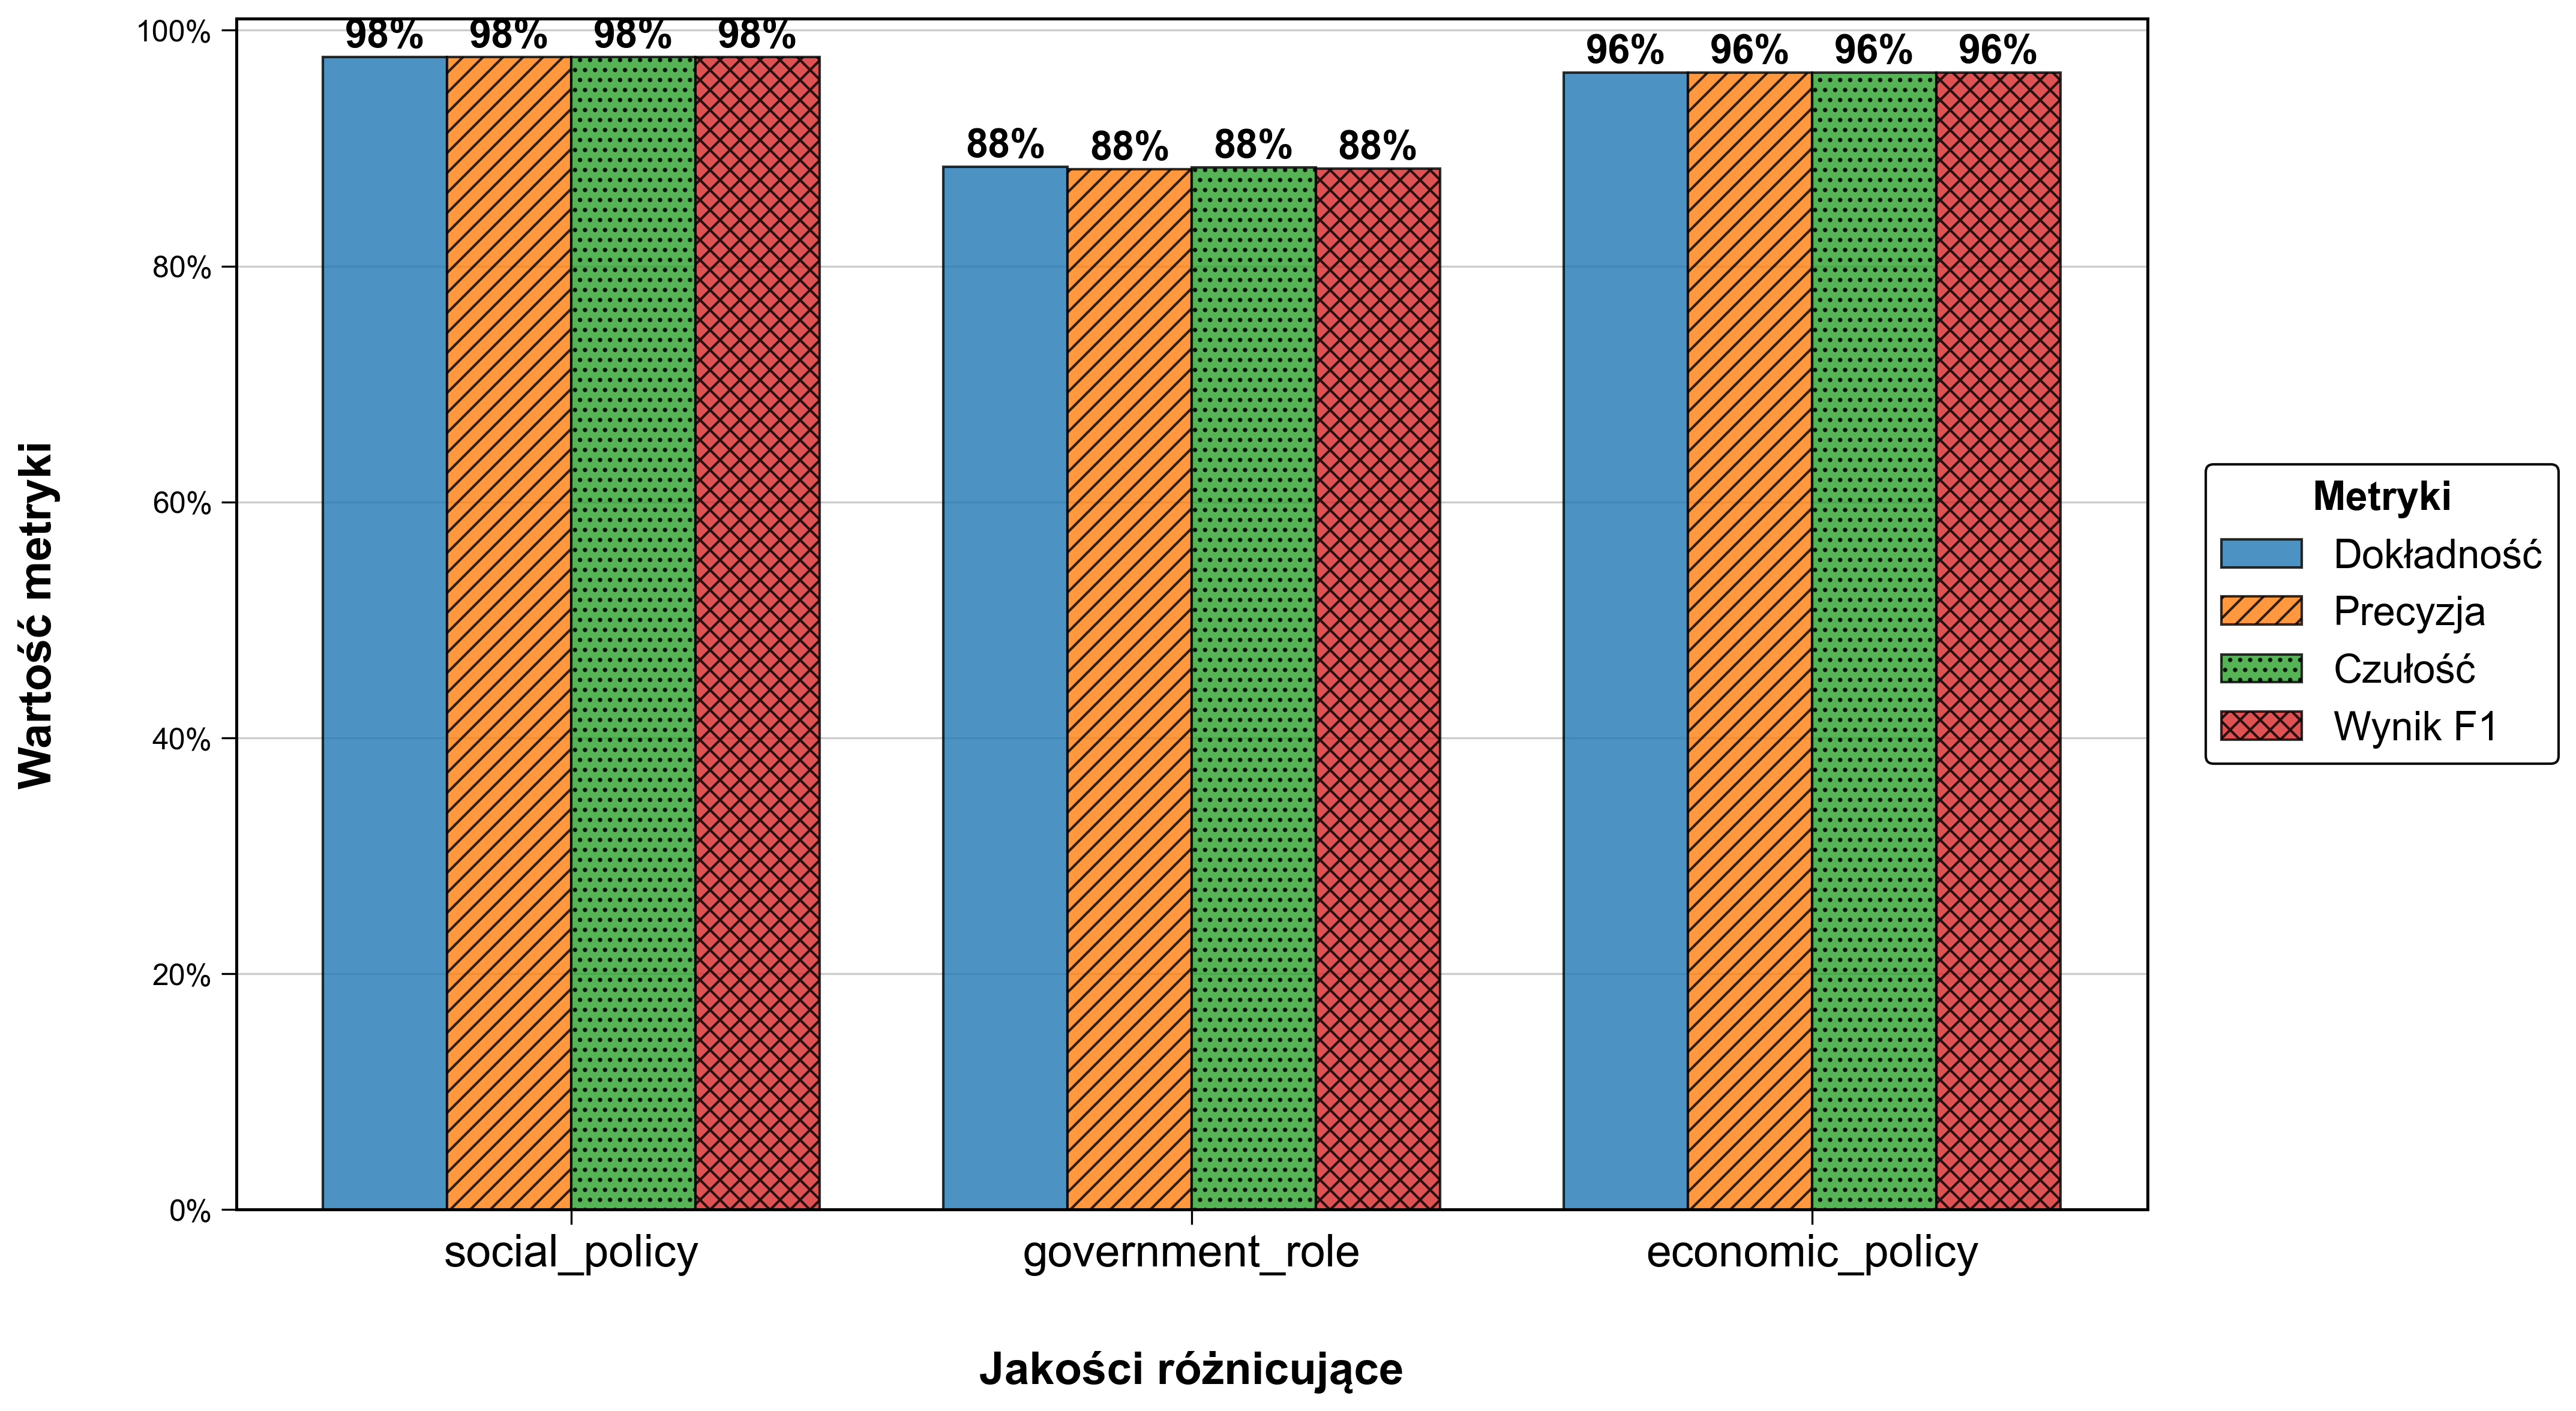 Wartość metryki
100%
80%
60%
40%
20%
0%
98% 98% 98% 98%
88% 88% 88% 88%
96% 96% 96% 96%
social_policy government_role economic_policy
Jakości różnicujące
Metryki
Dokładność
Precyzja
Czułość
Wynik F1